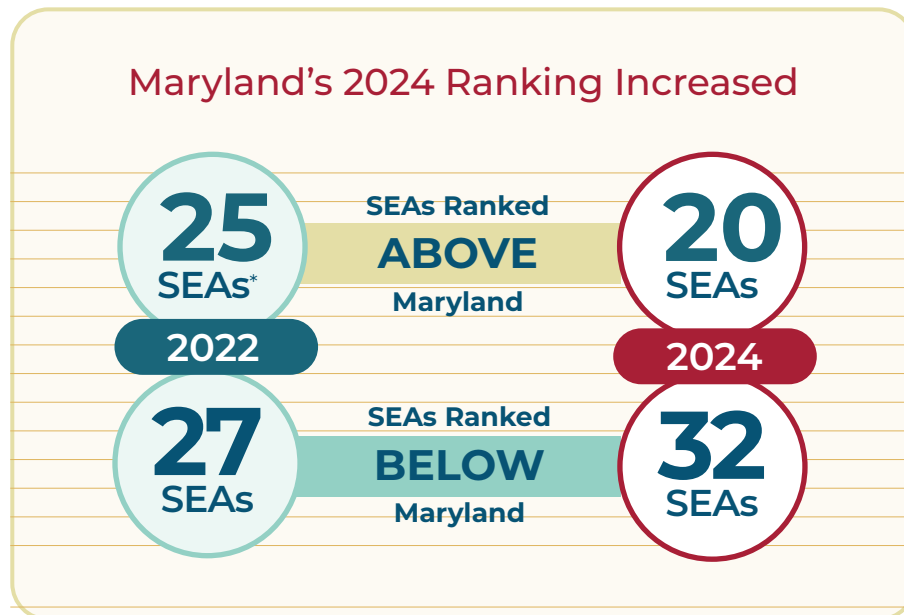 Maryland’s 2024 Ranking Increased
25
SEAs*
SEAs Ranked
ABOVE
Maryland
20
SEAs
2022
2024
27
SEAs
SEAs Ranked
BELOW
Maryland
32
SEAs